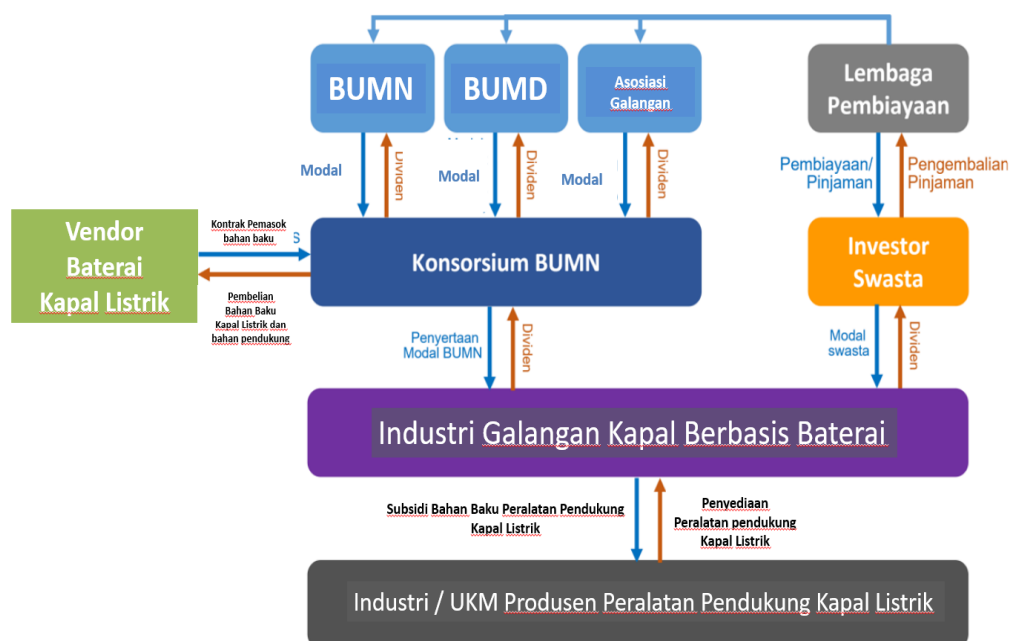 BUMN
BUMD
Asosiasi
Galangan
Lembaga
Pembiayaan
Modal
Dividen
Modal
Dividen
Modal
Dividen
Pembiayaan/
Pinjaman
Pengembalian
Pinjaman
Vendor
Baterai
Kapal Listrik
Kontrak Pemasok
bahan baku
s
Pembelian
Bahan Baku
Kapal Listrik dan
bahan pendukung
Konsorsium BUMN
Investor
Swasta
Penyertaan
Modal BUMN
Dividen
Modal
swasta
Dividen
Industri Galangan Kapal Berbasis Baterai
Subsidi Bahan Baku Peralatan Pendukung
Kapal Listrik
Penyediaan
Peralatan pendukung
Kapal Listrik
Industri / UKM Produsen Peralatan Pendukung Kapal Listrik